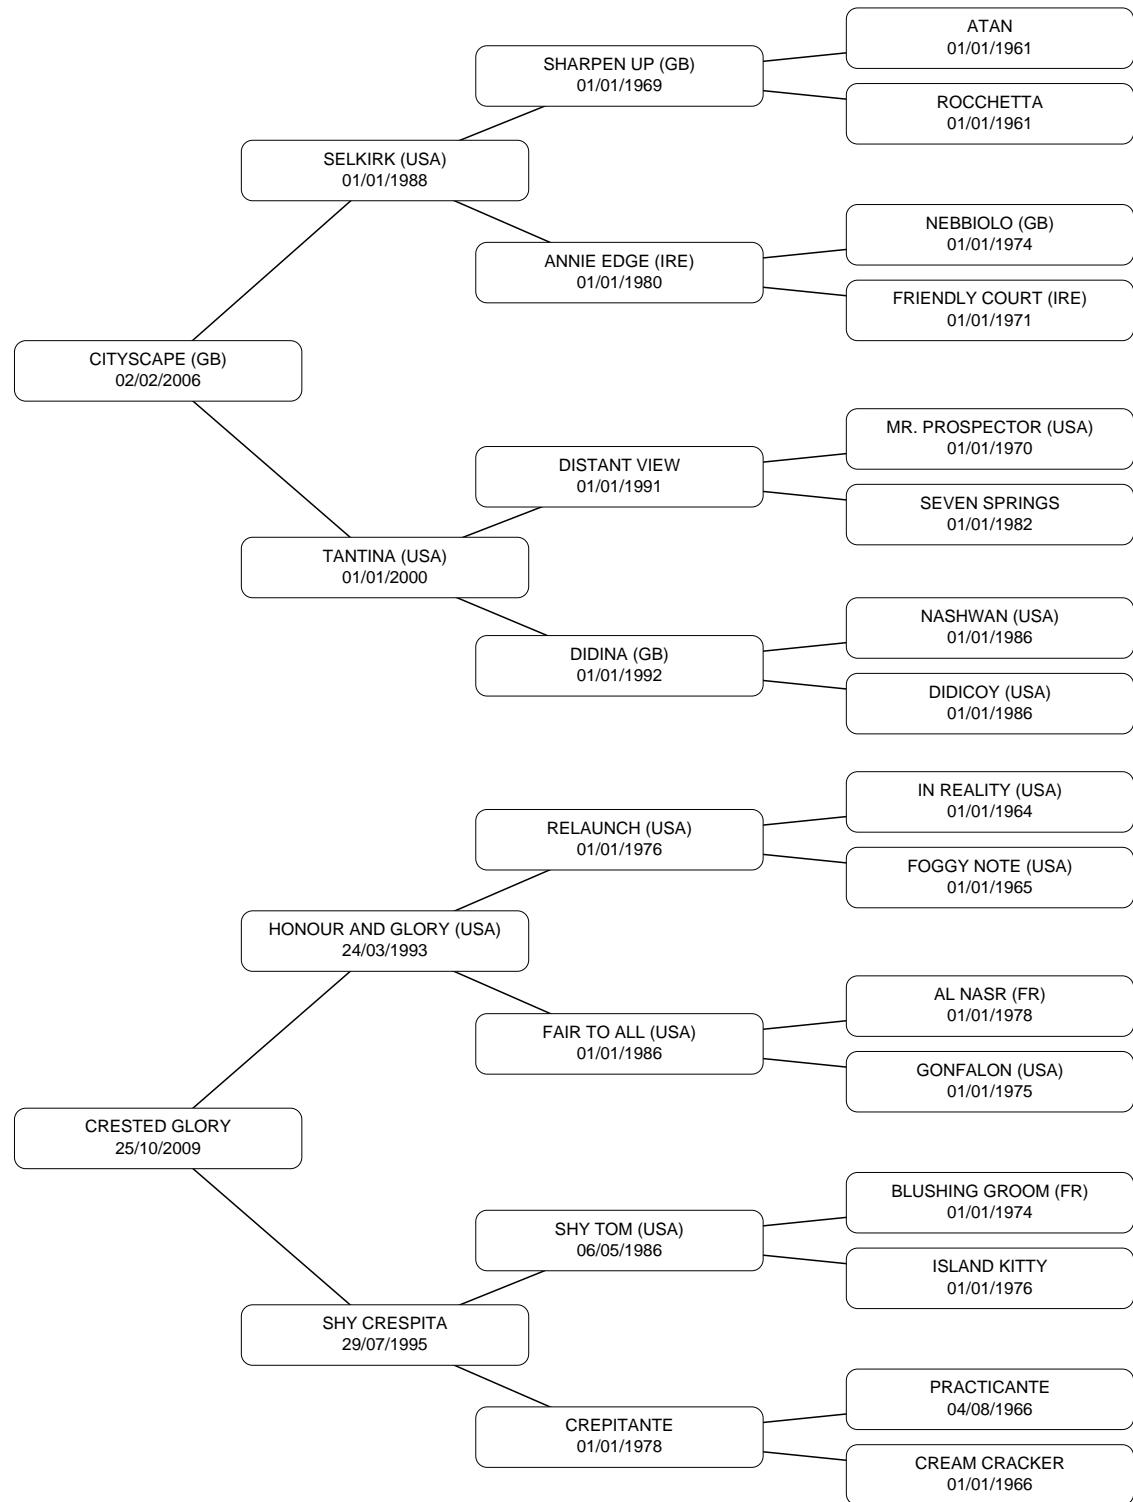 ATAN
01/01/1961
SHARPEN UP (GB)
01/01/1969
ROCCHETTA
01/01/1961
SELKIRK (USA)
01/01/1988
NEBBIOLO (GB)
01/01/1974
ANNIE EDGE (IRE)
01/01/1980
FRIENDLY COURT (IRE)
01/01/1971
CITYSCAPE (GB)
02/02/2006
MR. PROSPECTOR (USA)
01/01/1970
DISTANT VIEW
01/01/1991
SEVEN SPRINGS
01/01/1982
TANTINA (USA)
01/01/2000
NASHWAN (USA)
01/01/1986
DIDINA (GB)
01/01/1992
DIDICOY (USA)
01/01/1986
IN REALITY (USA)
01/01/1964
RELAUNCH (USA)
01/01/1976
FOGGY NOTE (USA)
01/01/1965
HONOUR AND GLORY (USA)
24/03/1993
AL NASR (FR)
01/01/1978
FAIR TO ALL (USA)
01/01/1986
GONFALON (USA)
01/01/1975
CRESTED GLORY
25/10/2009
BLUSHING GROOM (FR)
01/01/1974
SHY TOM (USA)
06/05/1986
ISLAND KITTY
01/01/1976
SHY CRESPITA
29/07/1995
PRACTICANTE
04/08/1966
CREPITANTE
01/01/1978
CREAM CRACKER
01/01/1966